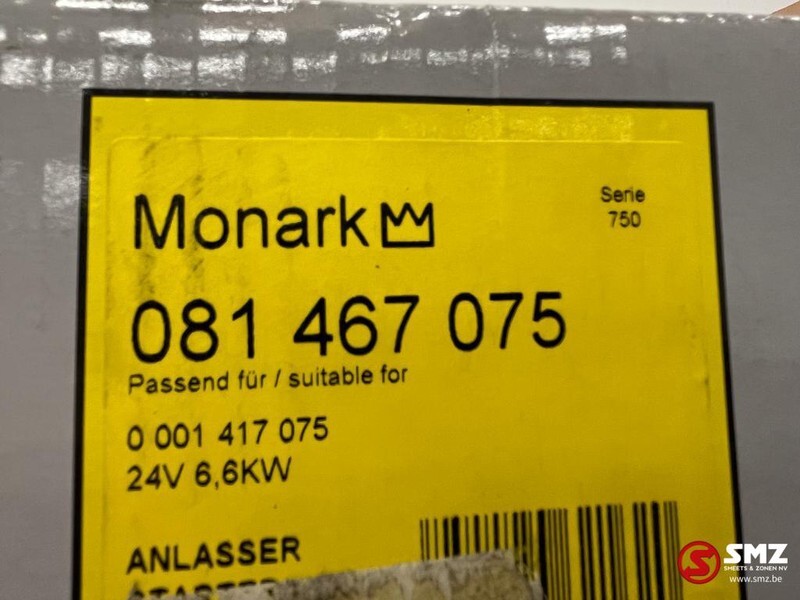 Monark
Serie
750
081 467 075
Passend für / suitable for
0 001 417 075
24V 6,6KW
ANLASSER
SMZ
SMEETS & ZONEN NV
www.smz.be